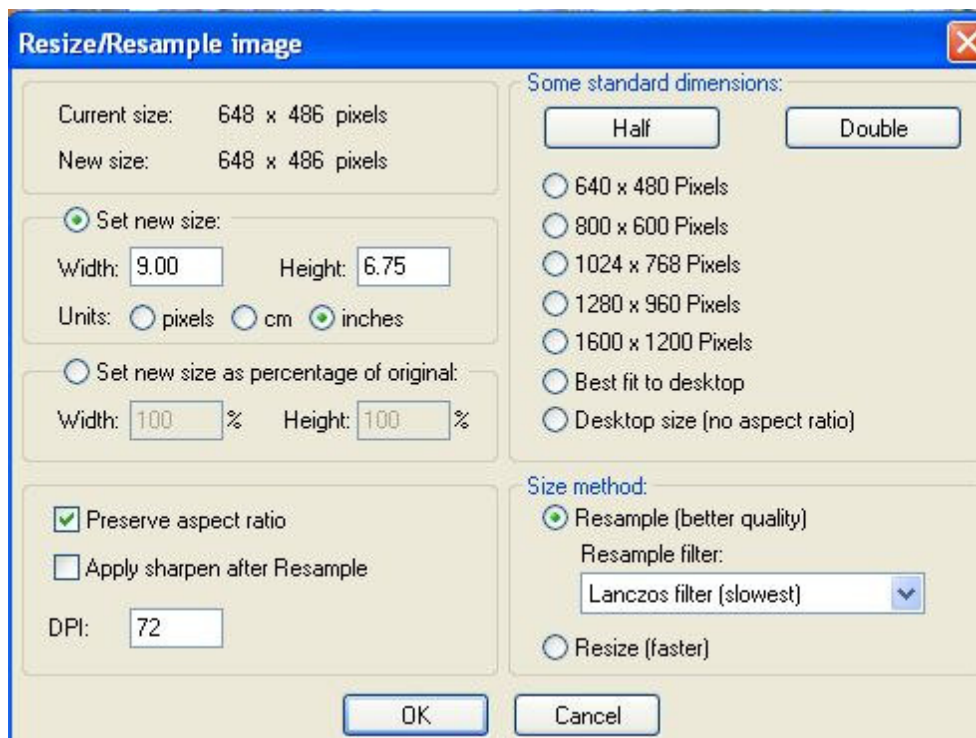 Resize/Resample image
Current size: 648 x 486 pixels
New size: 648 x 486 pixels
Set new size:
Width: 9.00 Height: 6.75
Units: pixels cm inches
Set new size as percentage of original:
Width: 100 % Height: 100 %
Preserve aspect ratio
Apply sharpen after Resample
DPI: 72
Some standard dimensions:
Half Double
640 x 480 Pixels
800 x 600 Pixels
1024 x 768 Pixels
1280 x 960 Pixels
1600 x 1200 Pixels
Best fit to desktop
Desktop size (no aspect ratio)
Size method:
Resample (better quality)
Resample filter:
Lanczos filter (slowest)
Resize (faster)
OK Cancel